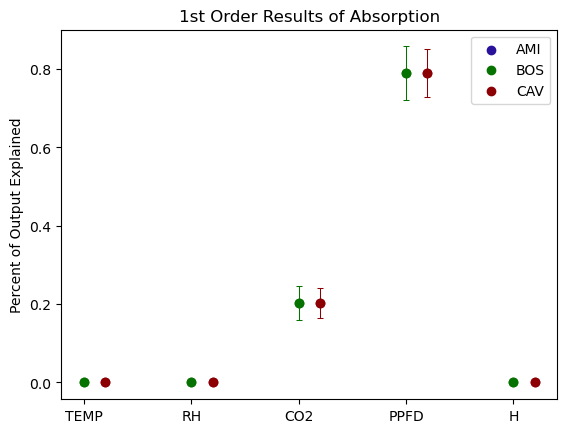 1st Order Results of Absorption
AMI
BOS
CAV
Percent of Output Explained
0.8
0.6
0.4
0.2
0.0
TEMP
RH
CO2
PPFD
H